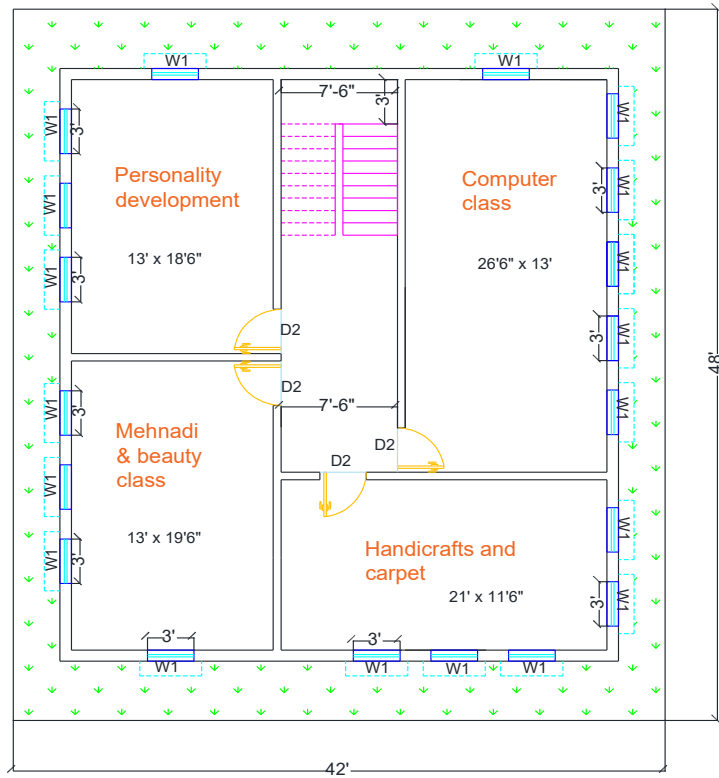 W1
W1
7'-6"
3'
W1
3'
W1
Personality
development
Computer
class
W1
3'
W1
13' x 18'6"
26'6" x 13'
W1
W1
3'
D2
W1
3'
48'
D2
W1
3'
7'-6"
W1
Mehnadi
& beauty
class
D2
D2
W1
W1
13' x 19'6"
Handicrafts and
carpet
W1
W1
3'
21' x 11'6"
W1
3'
3'
3'
W1
W1
W1
W1
42'